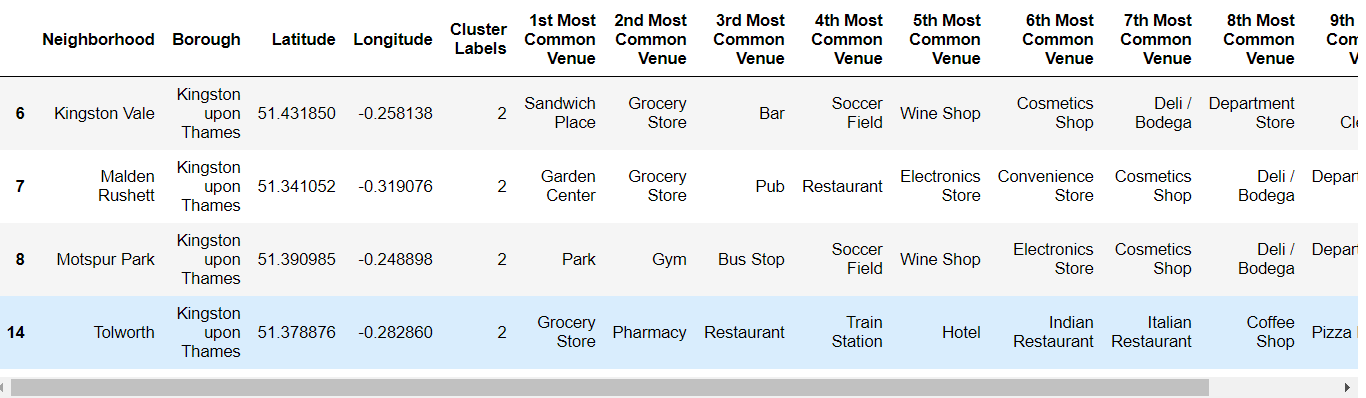 Neighborhood Borough Latitude Longitude Cluster Labels 1st Most Common Venue 2nd Most Common Venue 3rd Most Common Venue 4th Most Common Venue 5th Most Common Venue 6th Most Common Venue 7th Most Common Venue 8th Most Common Venue 9th
6 Kingston Vale Kingston upon Thames 51.431850 -0.258138 2 Sandwich Place Grocery Store Bar Soccer Field Wine Shop Cosmetics Shop Deli / Bodega Department Store
7 Malden Rushett Kingston upon Thames 51.341052 -0.319076 2 Garden Center Grocery Store Pub Restaurant Electronics Store Convenience Store Cosmetics Shop Deli / Bodega
8 Motspur Park Kingston upon Thames 51.390985 -0.248898 2 Park Gym Bus Stop Soccer Field Wine Shop Electronics Store Cosmetics Shop Deli / Bodega
14 Tolworth Kingston upon Thames 51.378876 -0.282860 2 Grocery Store Pharmacy Restaurant Train Station Hotel Indian Restaurant Italian Restaurant Coffee Shop Pizza